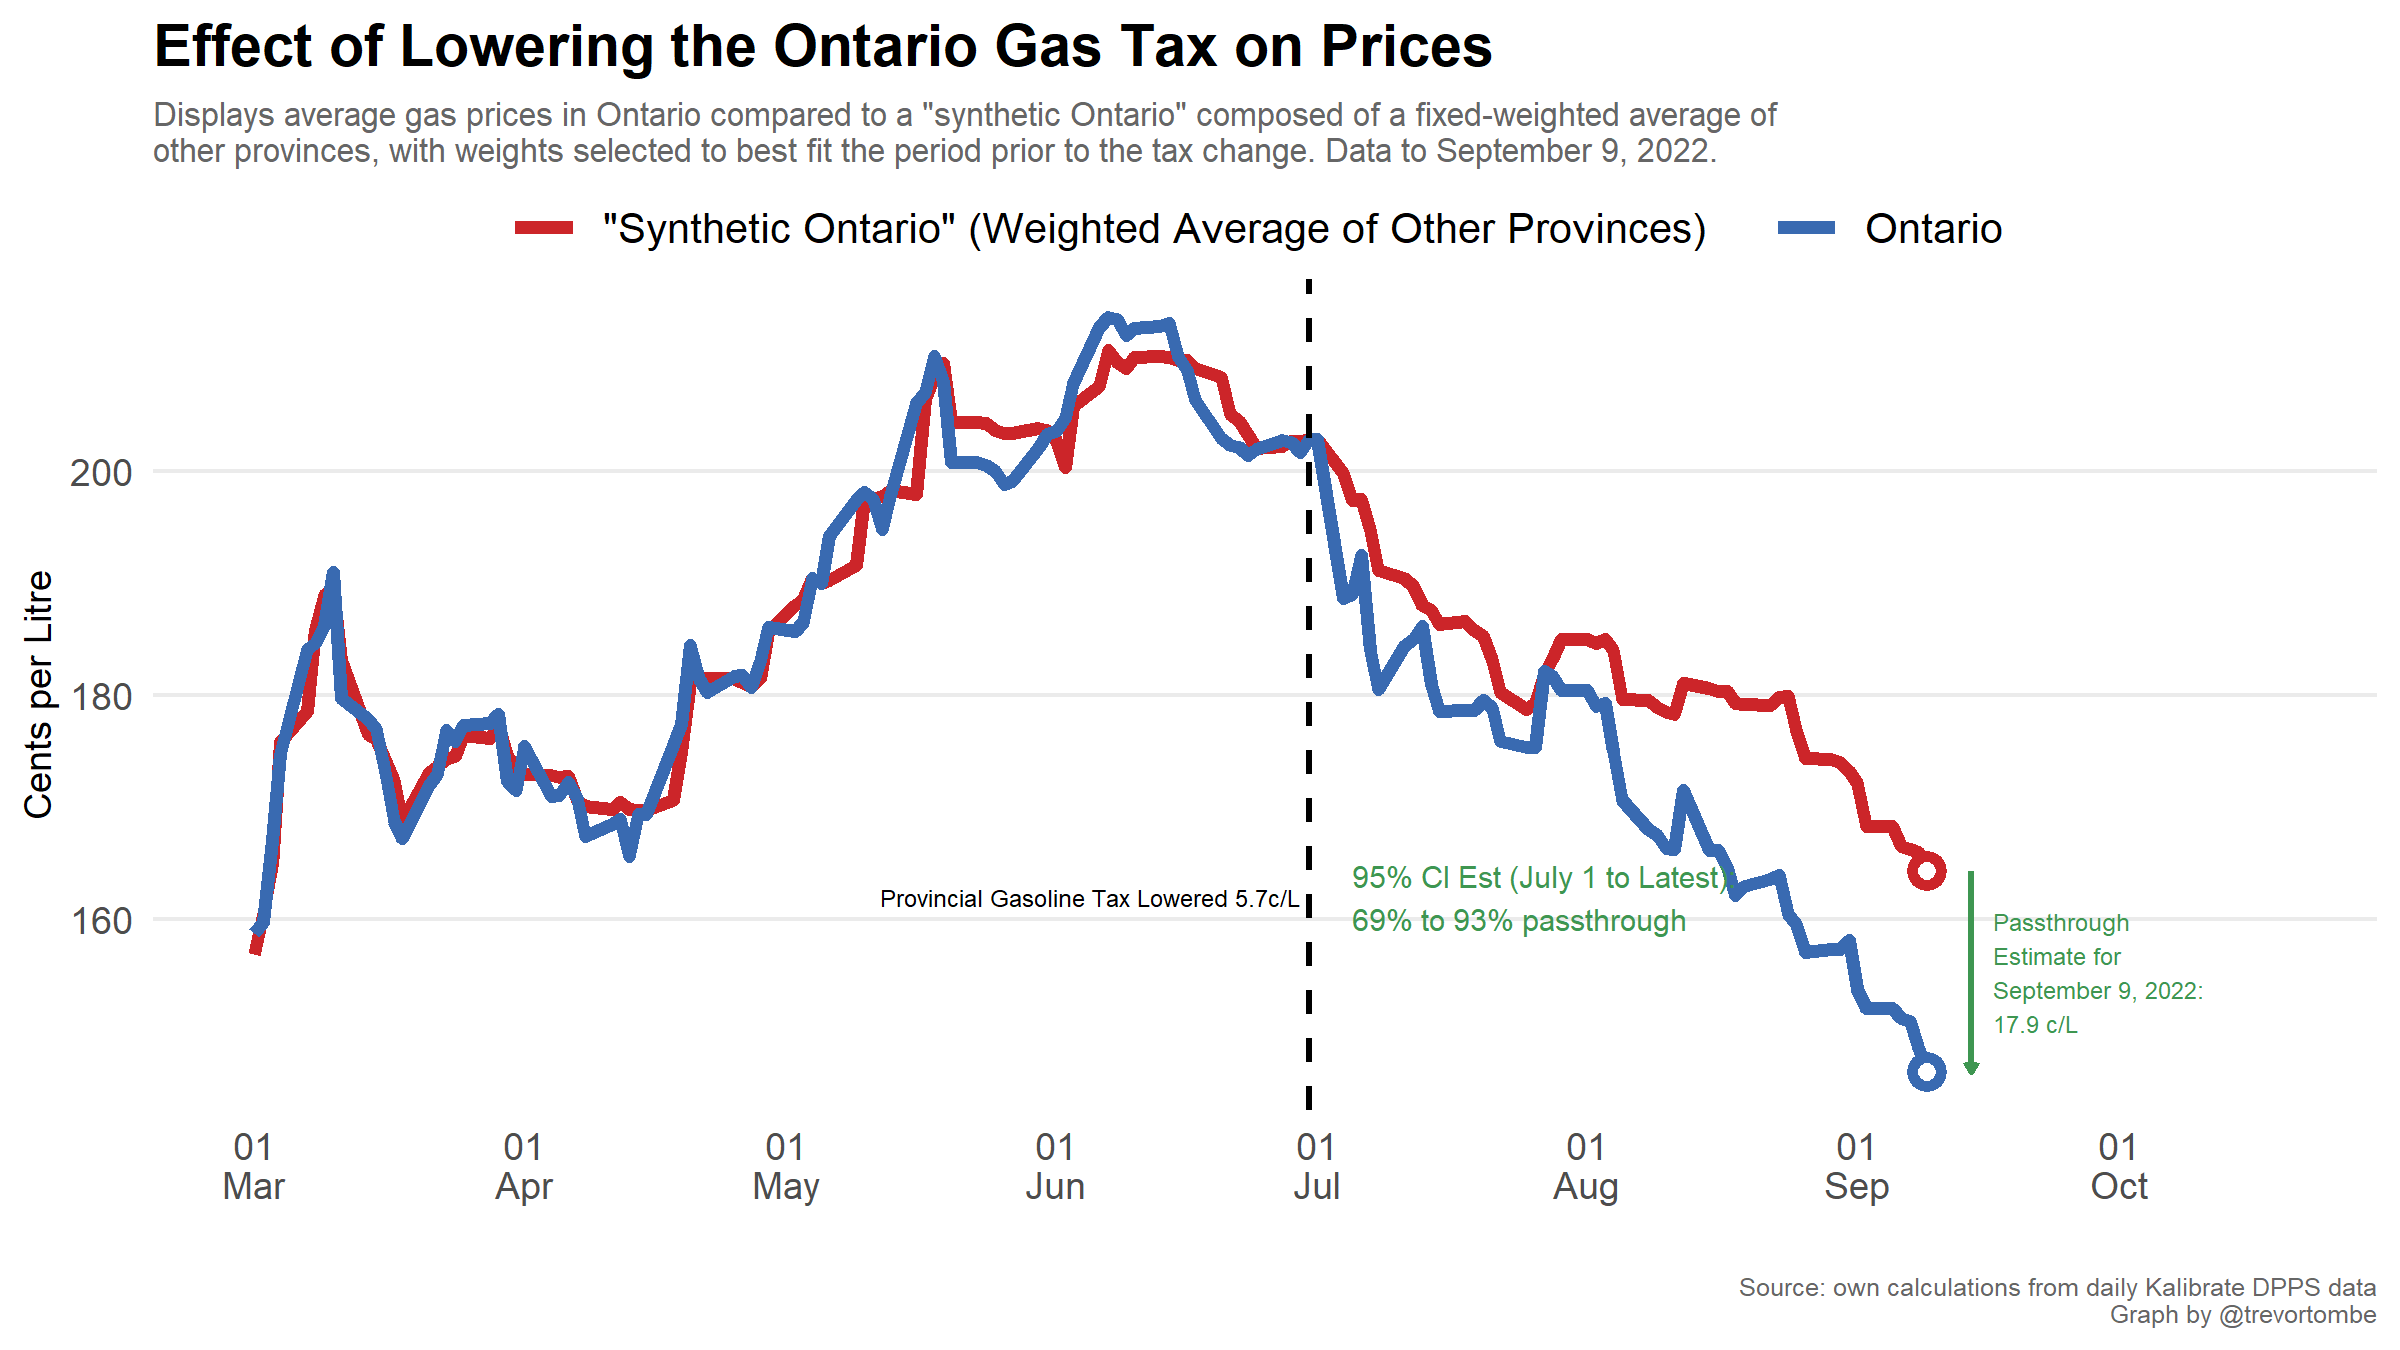 Effect of Lowering the Ontario Gas Tax on Prices
Displays average gas prices in Ontario compared to a "synthetic Ontario" composed of a fixed-weighted average of
other provinces, with weights selected to best fit the period prior to the tax change. Data to September 9, 2022.
"Synthetic Ontario" (Weighted Average of Other Provinces)
Ontario
Cents per Litre
200
180
160
Provincial Gasoline Tax Lowered 5.7c/L
95% CI Est (July 1 to Latest):
69% to 93% passthrough
Passthrough
Estimate for
September 9, 2022:
17.9 c/L
01
Mar
01
Apr
01
May
01
Jun
01
Jul
01
Aug
01
Sep
01
Oct
Source: own calculations from daily Kalibrate DPPS data
Graph by @trevortombe